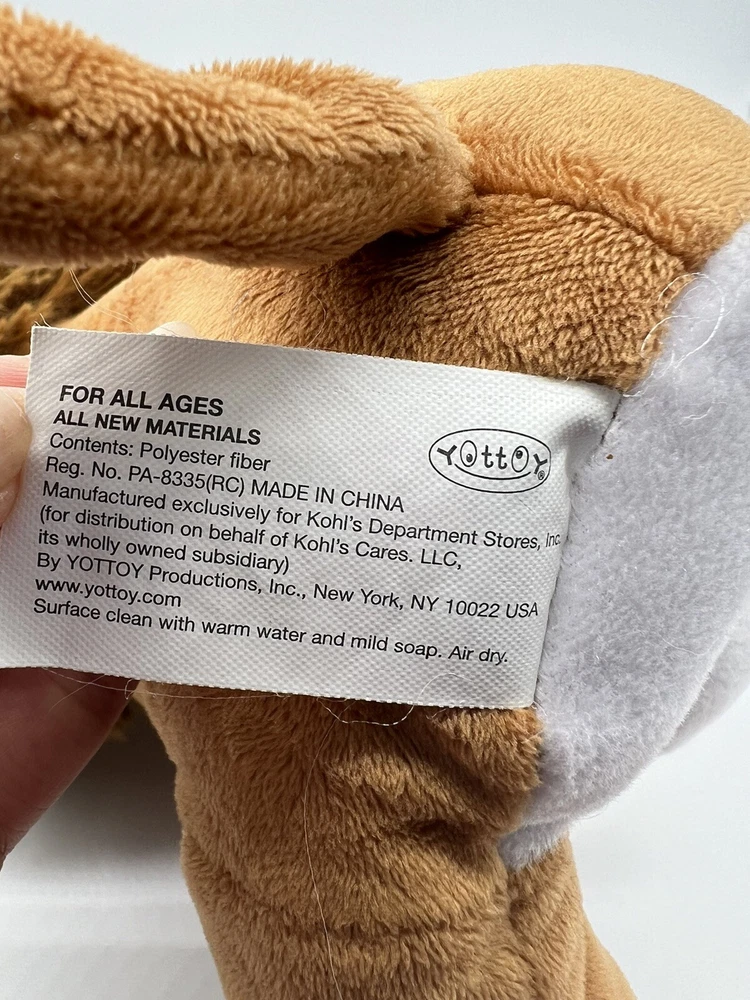 FOR ALL AGES
ALL NEW MATERIALS
Contents: Polyester fiber
Reg. No. PA-8335(RC) MADE IN CHINA
Manufactured exclusively for Kohl's Department Stores, Inc.
(for distribution on behalf of Kohl's Cares. LLC,
its wholly owned subsidiary)
By YOTTOY Productions, Inc., New York, NY 10022 USA
www.yottoy.com
Surface clean with warm water and mild soap. Air dry.
YOttOY®